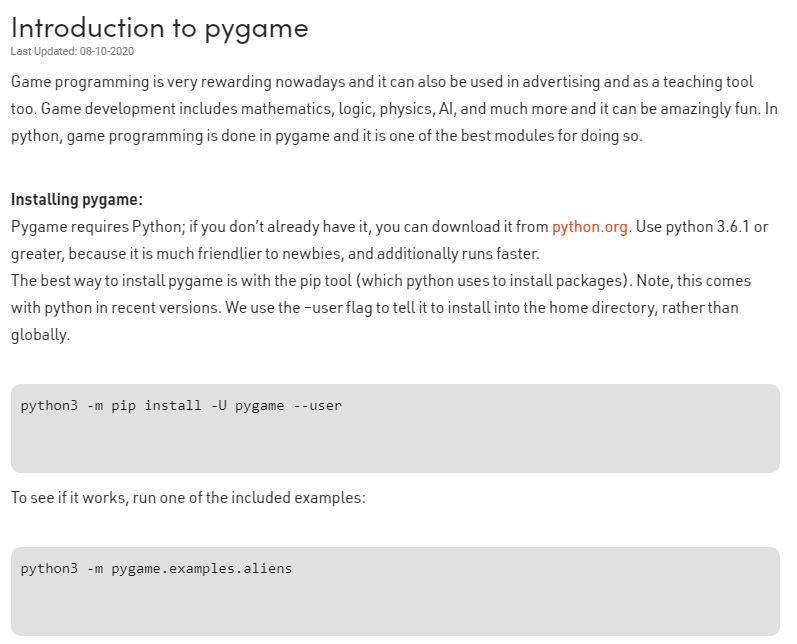 Introduction to pygame
Last Updated: 08-10-2020
Game programming is very rewarding nowadays and it can also be used in advertising and as a teaching tool
too. Game development includes mathematics, logic, physics, AI, and much more and it can be amazingly fun. In
python, game programming is done in pygame and it is one of the best modules for doing so.
Installing pygame:
Pygame requires Python; if you don’t already have it, you can download it from python.org. Use python 3.6.1 or
greater, because it is much friendlier to newbies, and additionally runs faster.
The best way to install pygame is with the pip tool (which python uses to install packages). Note, this comes
with python in recent versions. We use the –user flag to tell it to install into the home directory, rather than
globally.
python3 -m pip install -U pygame --user
To see if it works, run one of the included examples:
python3 -m pygame.examples.aliens